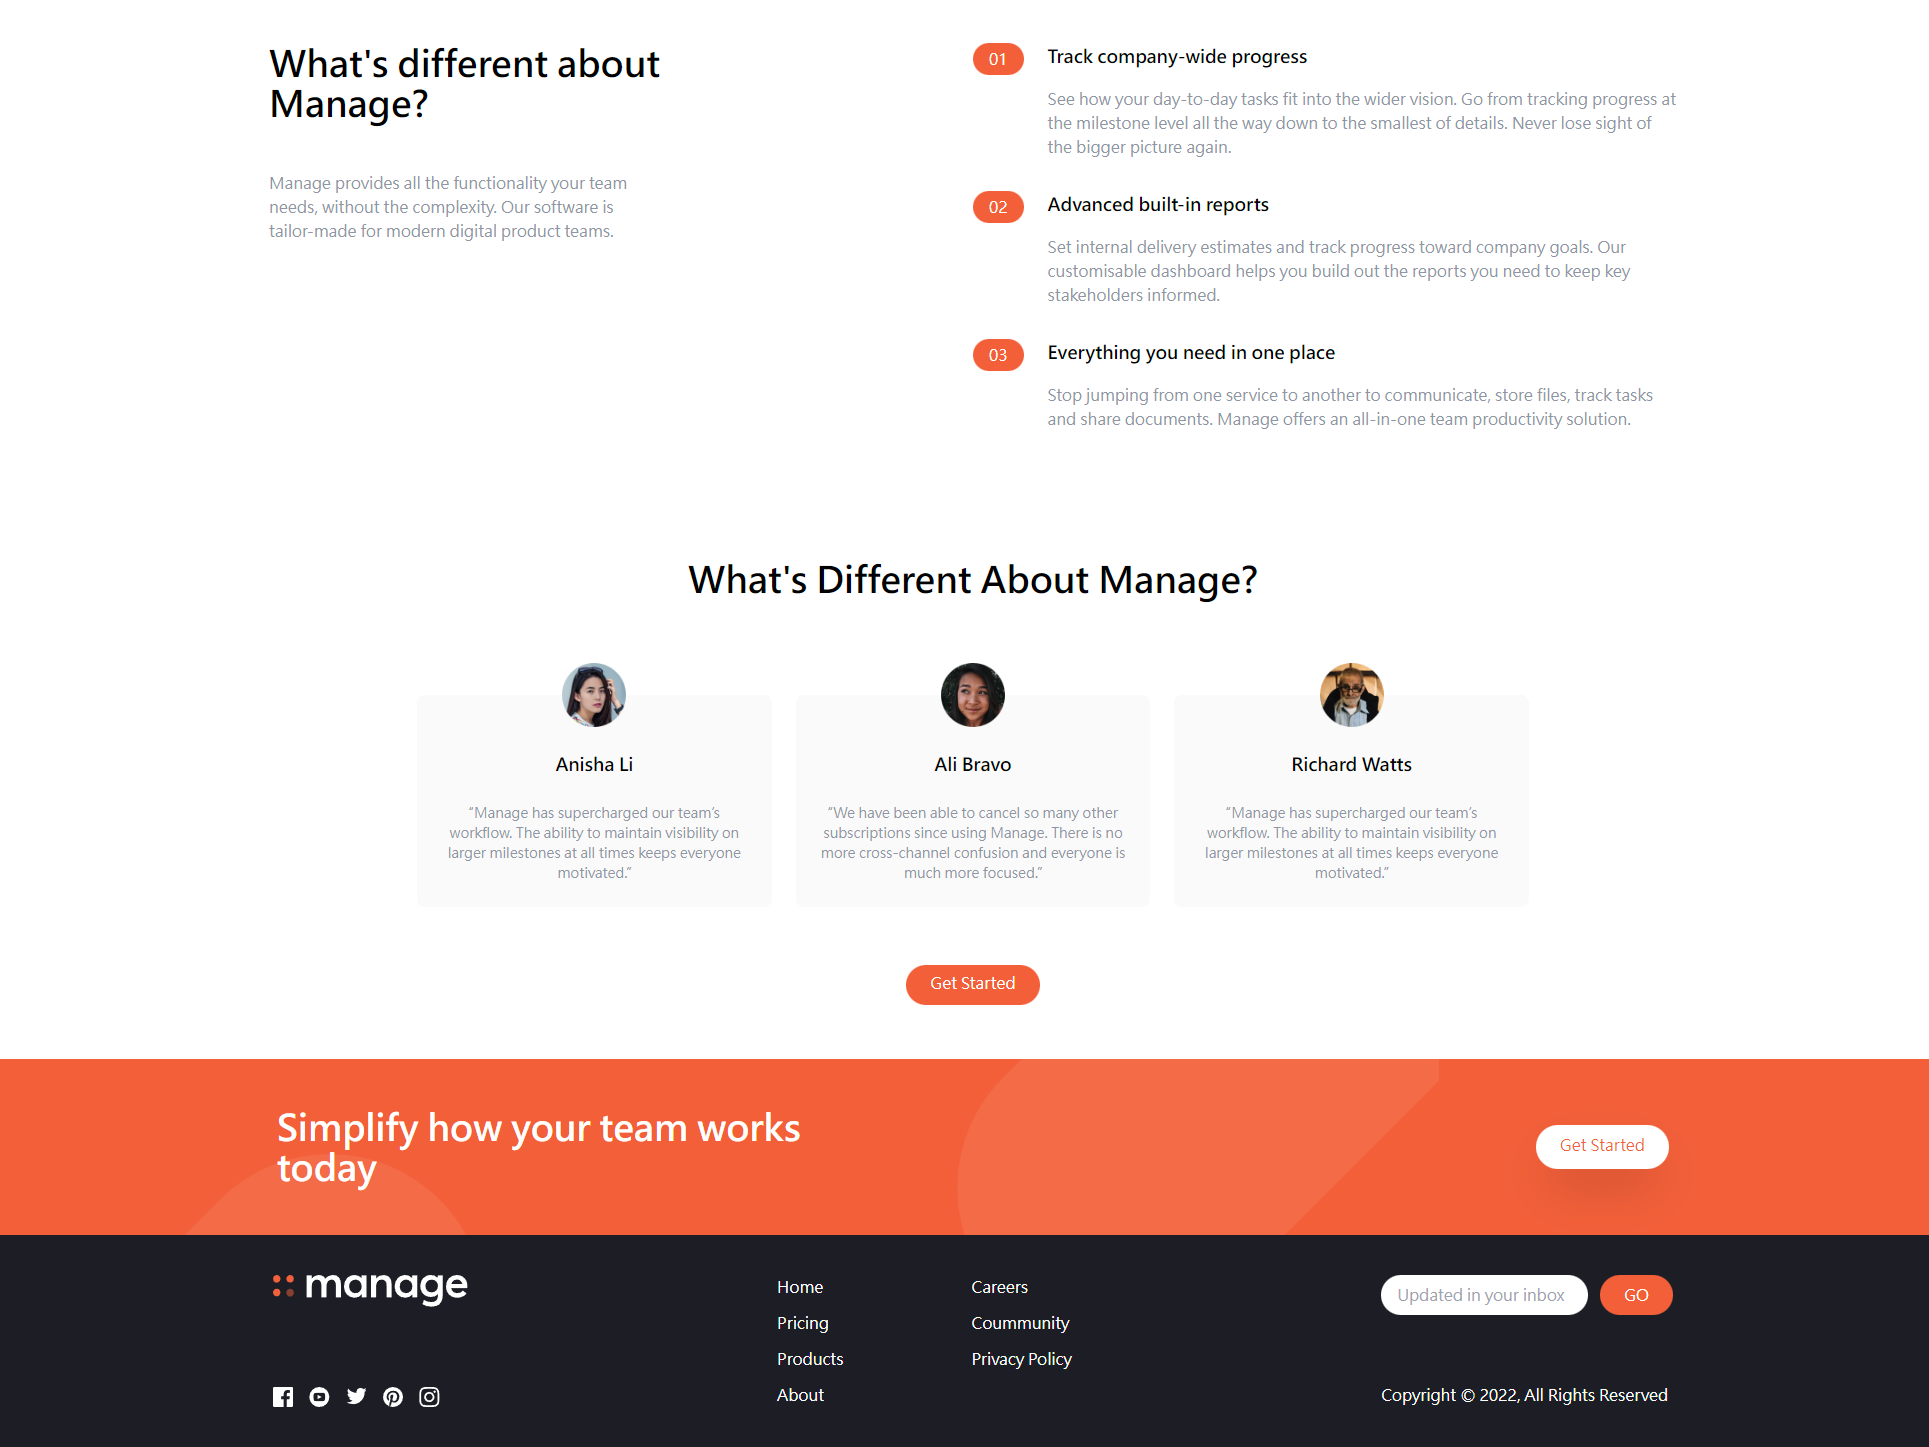 What's different about
Manage?
Manage provides all the functionality your team
needs, without the complexity. Our software is
tailor-made for modern digital product teams.
01
Track company-wide progress
See how your day-to-day tasks fit into the wider vision. Go from tracking progress at
the milestone level all the way down to the smallest of details. Never lose sight of
the bigger picture again.
02
Advanced built-in reports
Set internal delivery estimates and track progress toward company goals. Our
customisable dashboard helps you build out the reports you need to keep key
stakeholders informed.
03
Everything you need in one place
Stop jumping from one service to another to communicate, store files, track tasks
and share documents. Manage offers an all-in-one team productivity solution.
What's Different About Manage?
Anisha Li
“Manage has supercharged our team’s
workflow. The ability to maintain visibility on
larger milestones at all times keeps everyone
motivated.”
Ali Bravo
“We have been able to cancel so many other
subscriptions since using Manage. There is no
more cross-channel confusion and everyone is
much more focused.”
Richard Watts
“Manage has supercharged our team’s
workflow. The ability to maintain visibility on
larger milestones at all times keeps everyone
motivated.”
Get Started
Simplify how your team works
today
Get Started
manage
Home
Pricing
Products
About
Careers
Coummunity
Privacy Policy
Updated in your inbox
GO
Copyright © 2022, All Rights Reserved